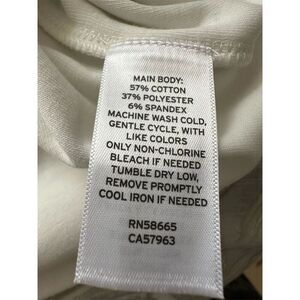 MAIN BODY:
57% COTTON
37% POLYESTER
6% SPANDEX
MACHINE WASH COLD,
GENTLE CYCLE, WITH
LIKE COLORS
ONLY NON-CHLORINE
BLEACH IF NEEDED
TUMBLE DRY LOW,
REMOVE PROMPTLY
COOL IRON IF NEEDED
RN58665
CA57963